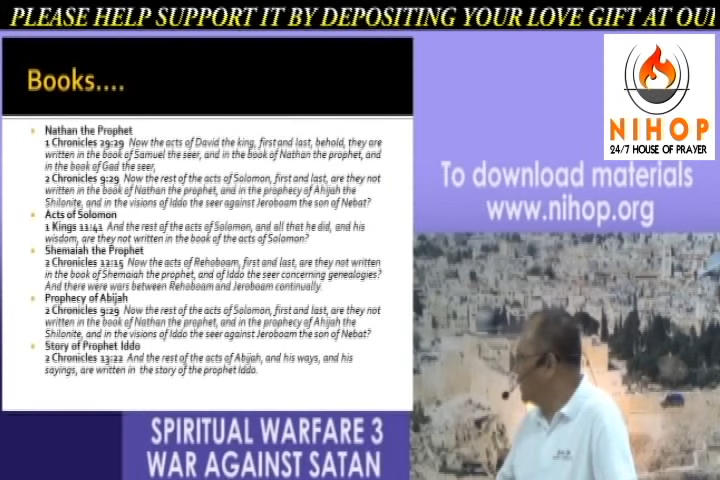 PLEASE HELP SUPPORT IT BY DEPOSITING YOUR LOVE GIFT AT OUR
Books....
Nathan the Prophet
1 Chronicles 29:29 Now the acts of David the king, first and last, behold, they are
written in the book of Samuel the seer, and in the book of Nathan the prophet, and
in the book of Gad the seer,
2 Chronicles 9:29 Now the rest of the acts of Solomon, first and last, are they not
written in the book of Nathan the prophet, and in the prophecy of Ahijah the
Shilonite, and in the visions of Iddo the seer against Jeroboam the son of Nebat?
Acts of Solomon
1 Kings 11:41 And the rest of the acts of Solomon, and all that he did, and his
wisdom, are they not written in the book of the acts of Solomon?
Shemaiah the Prophet
2 Chronicles 12:15 Now the acts of Rehoboam, first and last, are they not written
in the book of Shemaiah the prophet, and of Iddo the seer concerning genealogies?
And there were wars between Rehoboam and Jeroboam continually.
Prophecy of Abijah
2 Chronicles 9:29 Now the rest of the acts of Solomon, first and last, are they not
written in the book of Nathan the prophet, and in the prophecy of Ahijah the
Shilonite, and in the visions of Iddo the seer against Jeroboam the son of Nebat?
Story of Prophet Iddo
2 Chronicles 13:22 And the rest of the acts of Abijah, and his ways, and his
sayings, are written in the story of the prophet Iddo.
NIHOP
24/7 HOUSE OF PRAYER
To download materials
www.nihop.org
SPIRITUAL WARFARE 3
WAR AGAINST SATAN